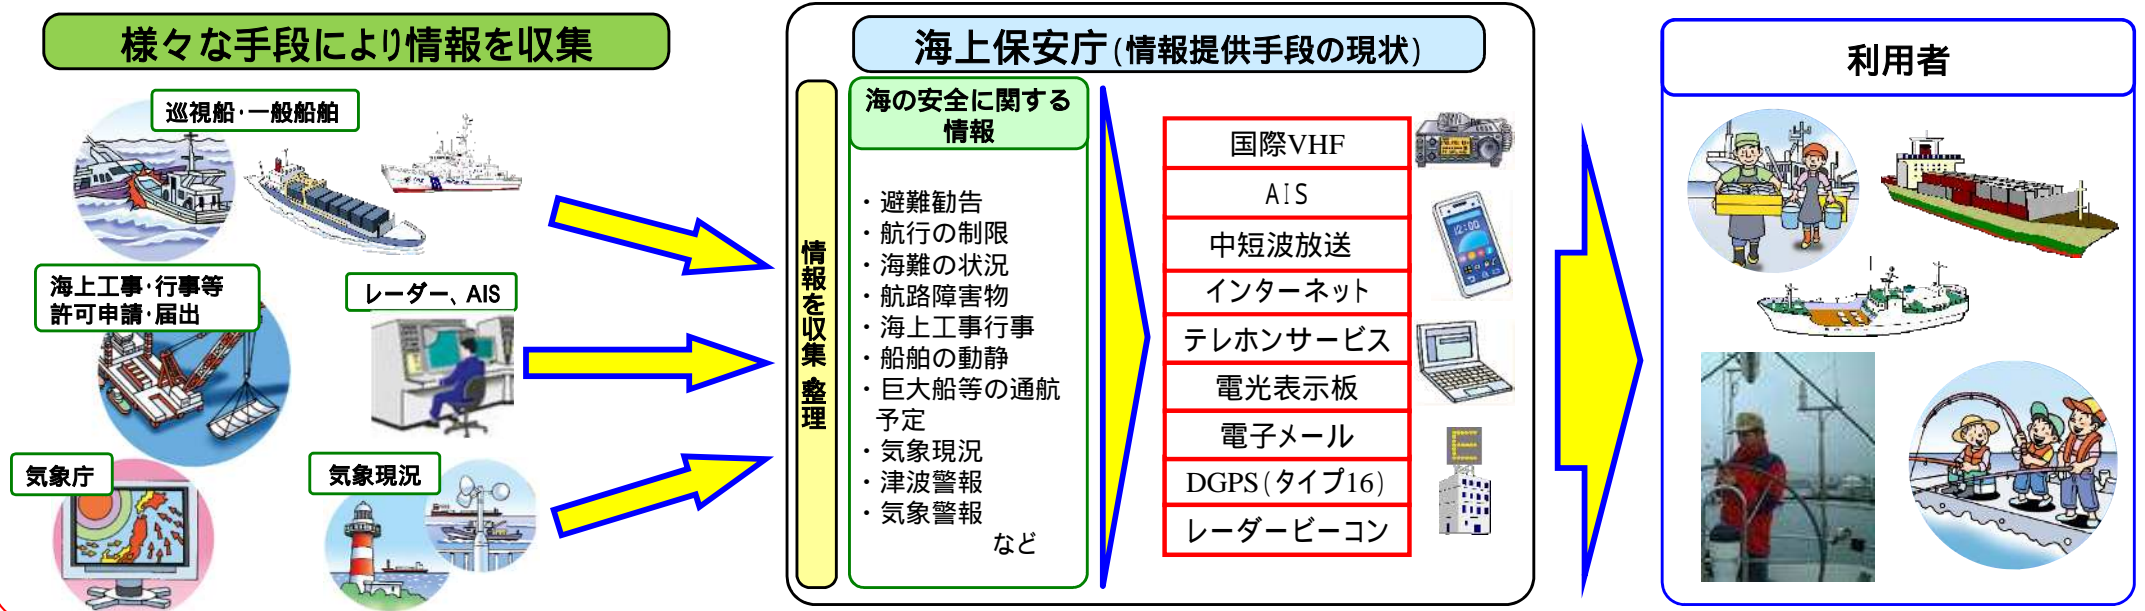 様々な手段により情報を収集
巡視船･一般船舶
海上工事･行事等
許可申請･届出
レーダー、AIS
気象庁
気象現況
海上保安庁(情報提供手段の現状)
情報を収集 整理
海の安全に関する
情報
・避難勧告
・航行の制限
・海難の状況
・航路障害物
・海上工事行事
・船舶の動静
・巨大船等の通航
予定
・気象現況
・津波警報
・気象警報
など
国際VHF
AIS
中短波放送
インターネット
テレホンサービス
電光表示板
電子メール
DGPS(タイプ16)
レーダービーコン
12:00
E
利用者